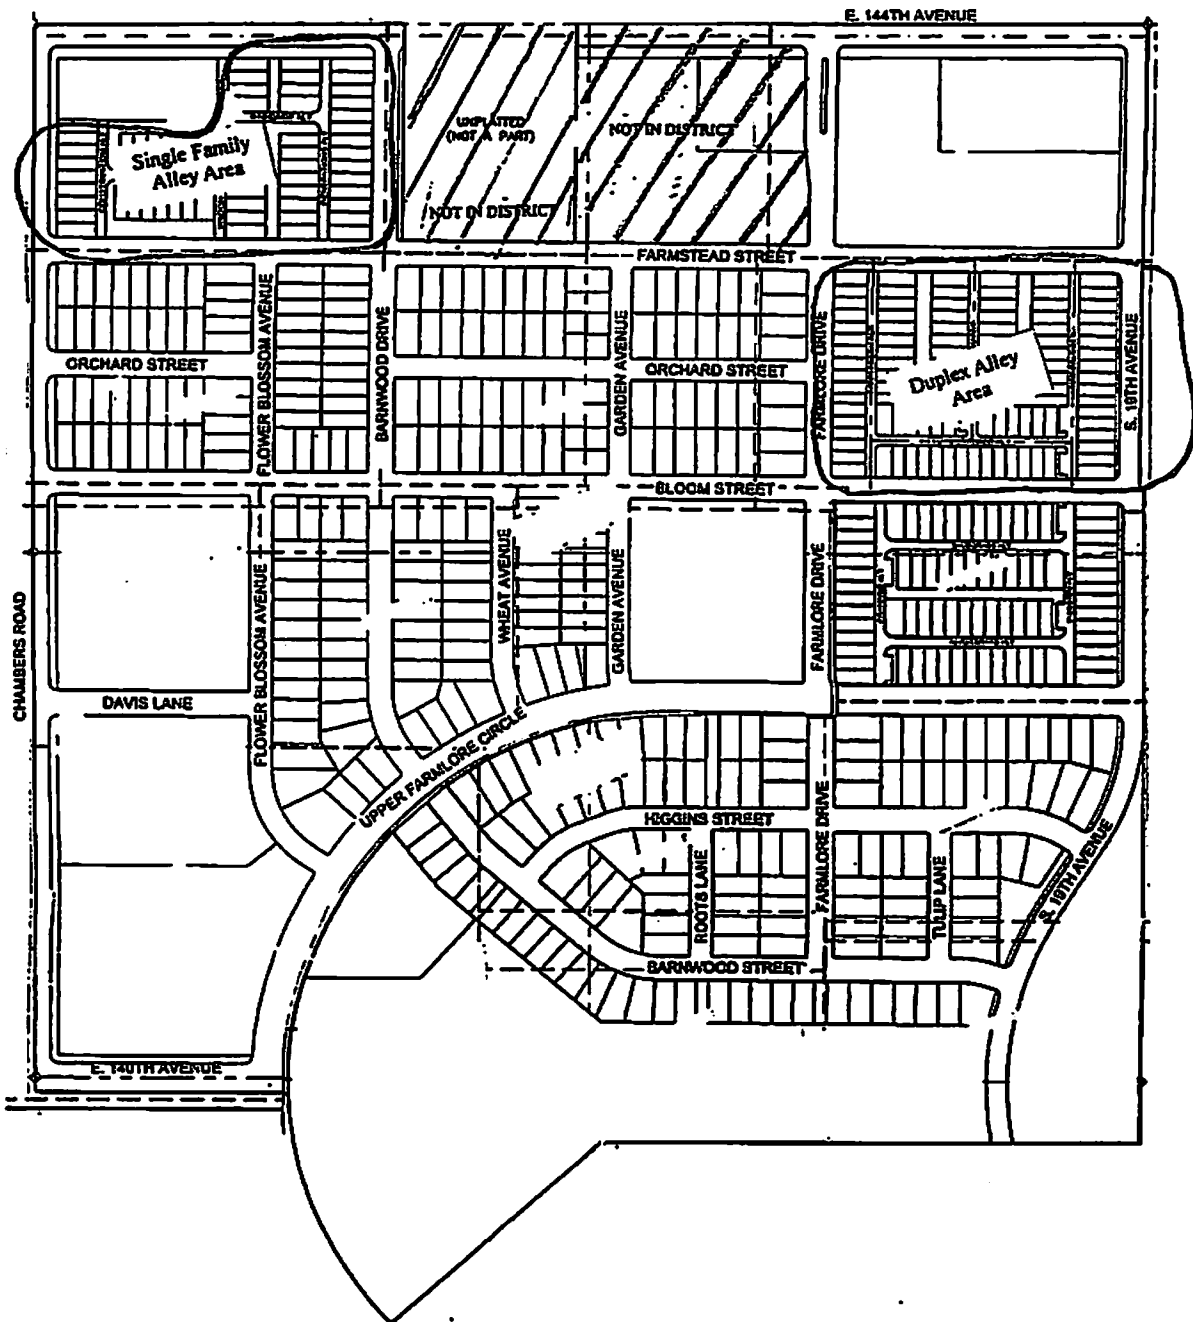 E. 144TH AVENUE
UNPLATTED
(NOT A PART)
NOT IN DISTRICT
Single Family
Alley Area
NOT IN DISTRICT
FARMSTEAD STREET
FLOWER BLOSSOM AVENUE
BARNWOOD DRIVE
GARDEN AVENUE
FARMLORE DRIVE
S. 19TH AVENUE
ORCHARD STREET
ORCHARD STREET
Duplex Alley
Area
BLOOM STREET
CHAMBERS ROAD
FLOWER BLOSSOM AVENUE
WHEAT AVENUE
GARDEN AVENUE
FARMLORE DRIVE
DAVIS LANE
UPPER FARMLORE CIRCLE
HIGGINS STREET
FARMLORE DRIVE
ROOTS LANE
TULIP LANE
S. 19TH AVENUE
BARNWOOD STREET
E. 140TH AVENUE